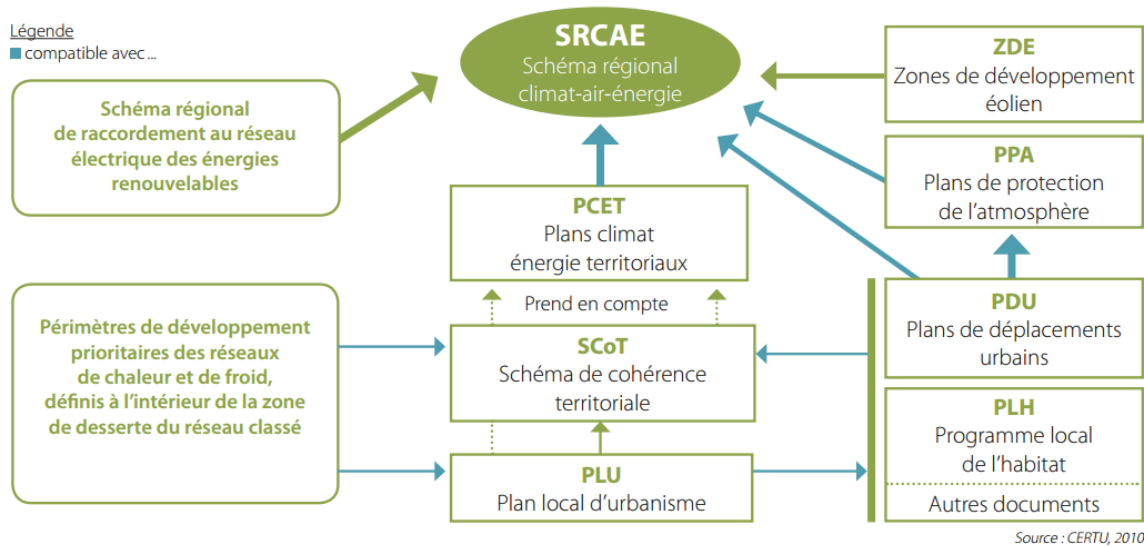 Légende
compatible avec ...
SRCAE
Schéma régional
climat-air-énergie
ZDE
Zones de développement
éolien
Schéma régional
de raccordement au réseau
électrique des énergies
renouvelables
PPA
Plans de protection
de l'atmosphère
PCET
Plans climat
énergie territoriaux
Prend en compte
Périmètres de développement
prioritaires des réseaux
de chaleur et de froid,
définis à l'intérieur de la zone
de desserte du réseau classé
SCoT
Schéma de cohérence
territoriale
PDU
Plans de déplacements
urbains
PLH
Programme local
de l'habitat
Autres documents
PLU
Plan local d'urbanisme
Source : CERTU, 2010